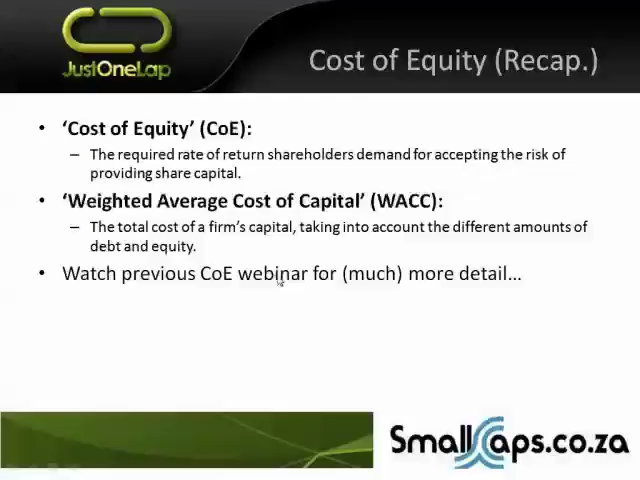 JustOneLap
Cost of Equity (Recap.)
• 'Cost of Equity' (CoE):
– The required rate of return shareholders demand for accepting the risk of
providing share capital.
• 'Weighted Average Cost of Capital' (WACC):
– The total cost of a firm's capital, taking into account the different amounts of
debt and equity.
• Watch previous CoE webinar for (much) more detail…
SmallCaps.co.za